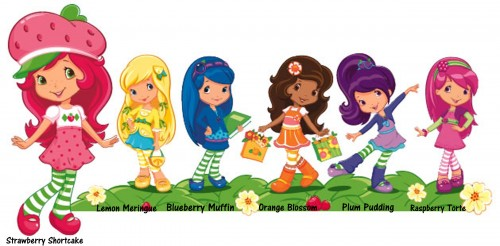 Lemon Meringue
Blueberry Muffin
Orange Blossom
Plum Pudding
Raspberry Torte
Strawberry Shortcake